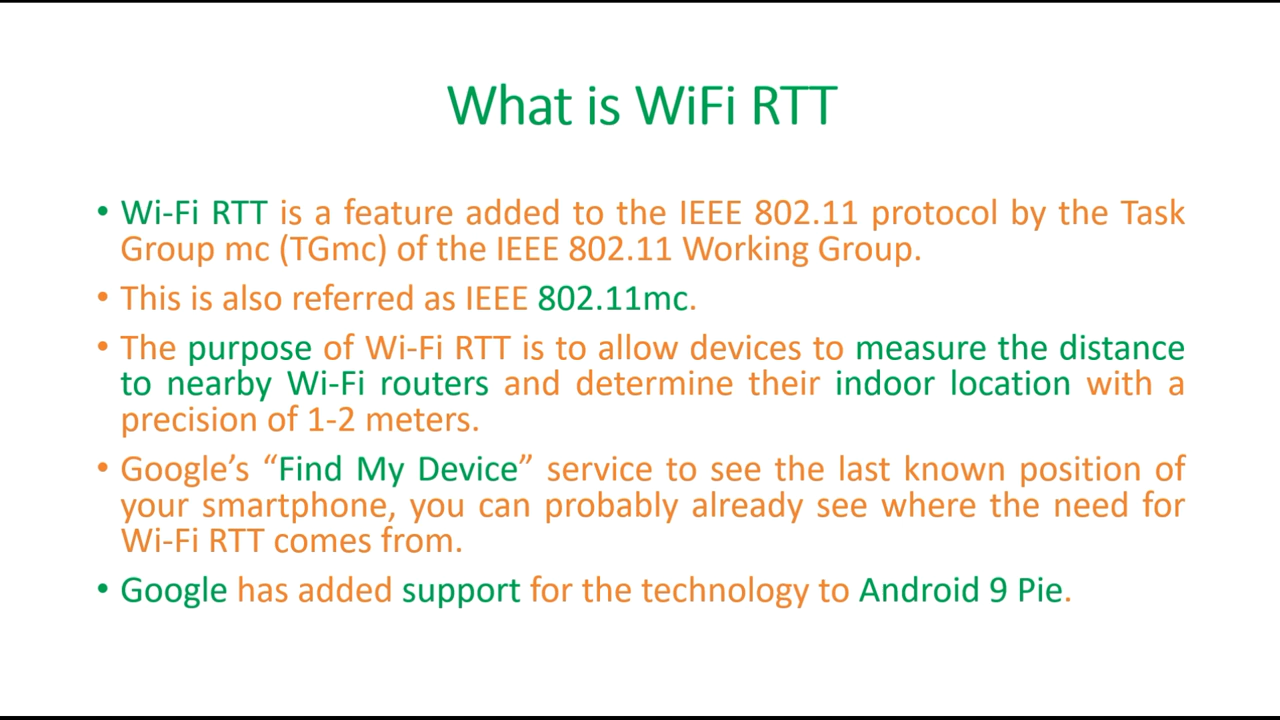 What is WiFi RTT
• Wi-Fi RTT is a feature added to the IEEE 802.11 protocol by the Task
Group mc (TGmc) of the IEEE 802.11 Working Group.
• This is also referred as IEEE 802.11mc.
• The purpose of Wi-Fi RTT is to allow devices to measure the distance
to nearby Wi-Fi routers and determine their indoor location with a
precision of 1-2 meters.
• Google’s “Find My Device” service to see the last known position of
your smartphone, you can probably already see where the need for
Wi-Fi RTT comes from.
• Google has added support for the technology to Android 9 Pie.